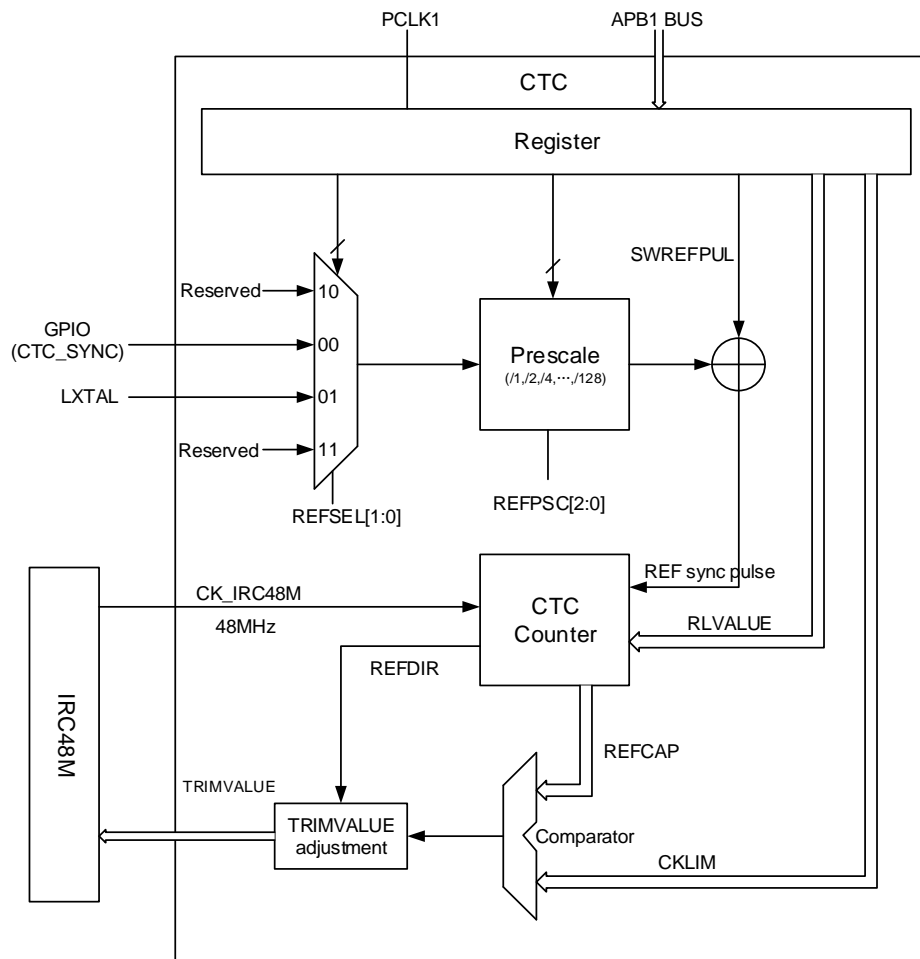 PCLK1
APB1 BUS
CTC
Register
SWREFPUL
Reserved
10
GPIO
(CTC_SYNC)
00
Prescale
(/1,/2,/4,···,/128)
LXTAL
01
Reserved
11
REFSEL[1:0]
REFPSC[2:0]
REF sync pulse
CK_IRC48M
48MHz
CTC
Counter
RLVALUE
REFDIR
IRC48M
REFCAP
TRIMVALUE
TRIMVALUE
adjustment
Comparator
CKLIM